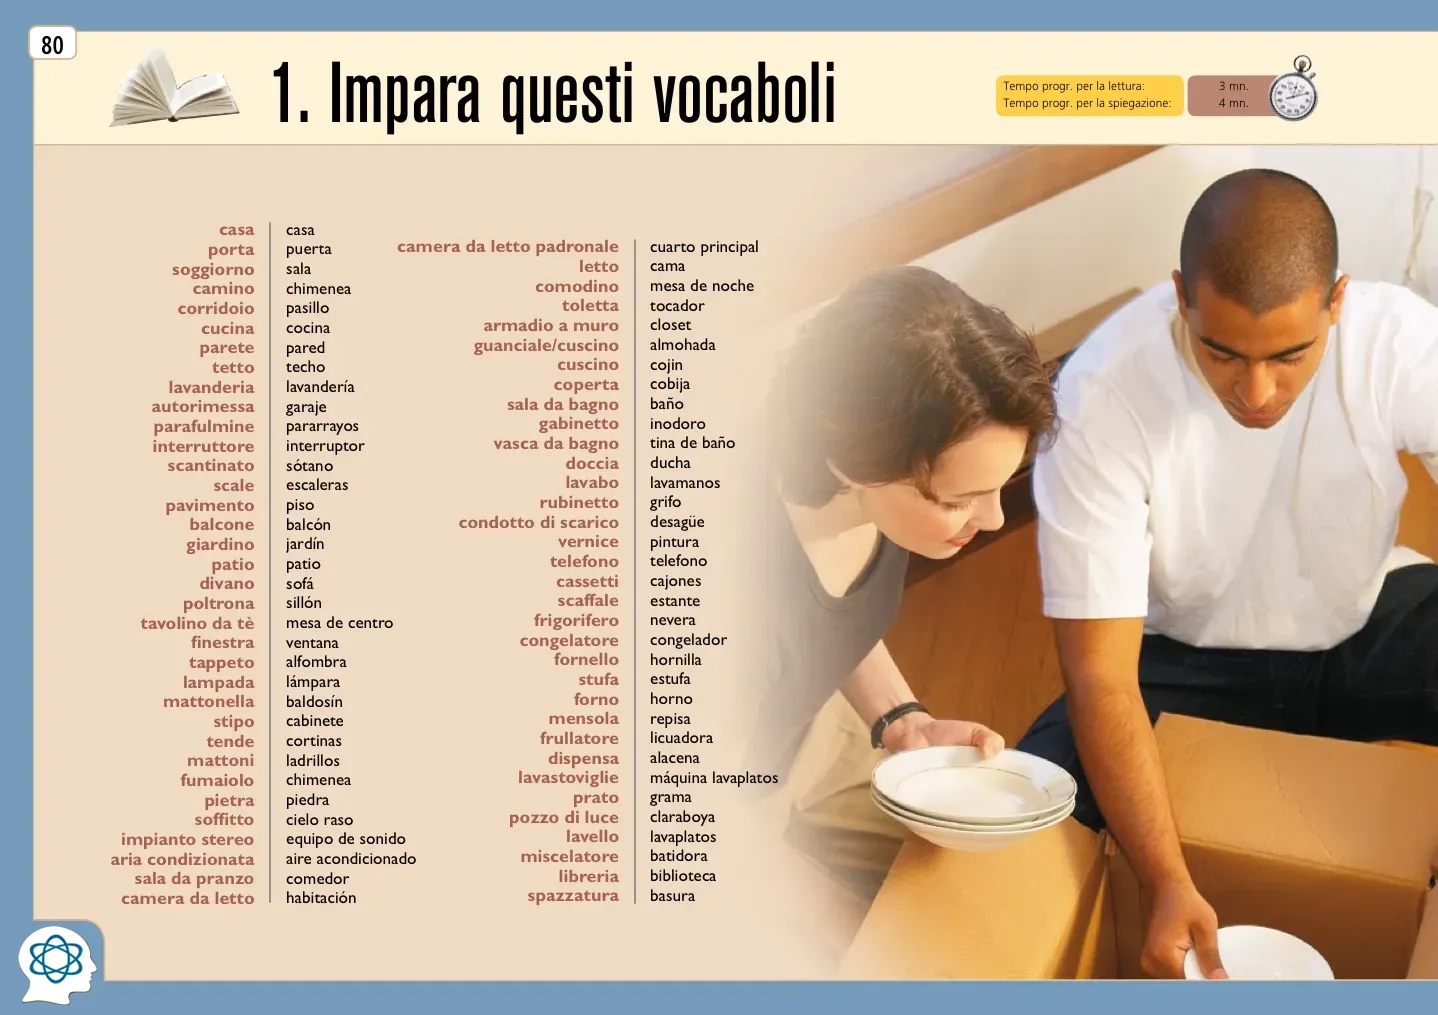 80
1. Impara questi vocaboli
Tempo progr. per la lettura: 3 mn.
Tempo progr. per la spiegazione: 4 mn.
casa casa
porta puerta
soggiorno sala
camino chimenea
corridoio pasillo
cucina cocina
parete pared
tetto techo
lavanderia lavandería
autorimessa garaje
parafulmine pararrayos
interruttore interruptor
scantinato sótano
scale escaleras
pavimento piso
balcone balcón
giardino jardín
patio patio
divano sofá
poltrona sillón
tavolino da tè mesa de centro
finestra ventana
tappeto alfombra
lampada lámpara
mattonella baldosín
stipo cabinete
tende cortinas
mattoni ladrillos
fumaiolo chimenea
pietra piedra
soffitto cielo raso
impianto stereo equipo de sonido
aria condizionata aire acondicionado
sala da pranzo comedor
camera da letto habitación
camera da letto padronale cuarto principal
letto cama
comodino mesa de noche
toletta tocador
armadio a muro closet
guanciale/cuscino almohada
cuscino cojin
coperta cobija
sala da bagno baño
gabinetto inodoro
vasca da bagno tina de baño
doccia ducha
lavabo lavamanos
rubinetto grifo
condotto di scarico desagüe
vernice pintura
telefono telefono
cassetti cajones
scaffale estante
frigorifero nevera
congelatore congelador
fornello hornilla
stufa estufa
forno horno
mensola repisa
frullatore licuadora
dispensa alacena
lavastoviglie máquina lavaplatos
prato grama
pozzo di luce claraboya
lavello lavaplatos
miscelatore batidora
libreria biblioteca
spazzatura basura